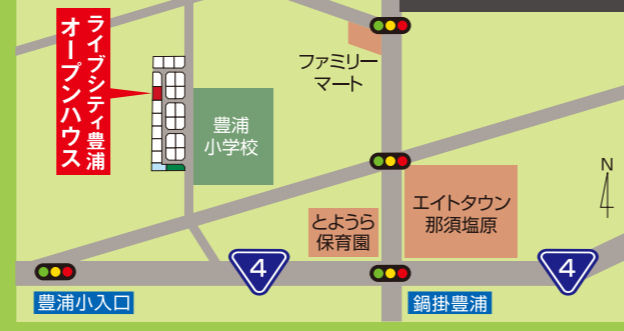 ライブシティ豊浦
オープンハウス
ファミリー
マート
豊浦
小学校
N
エイトタウン
那須塩原
とようら
保育園
4
4
豊浦小入口
鍋掛豊浦